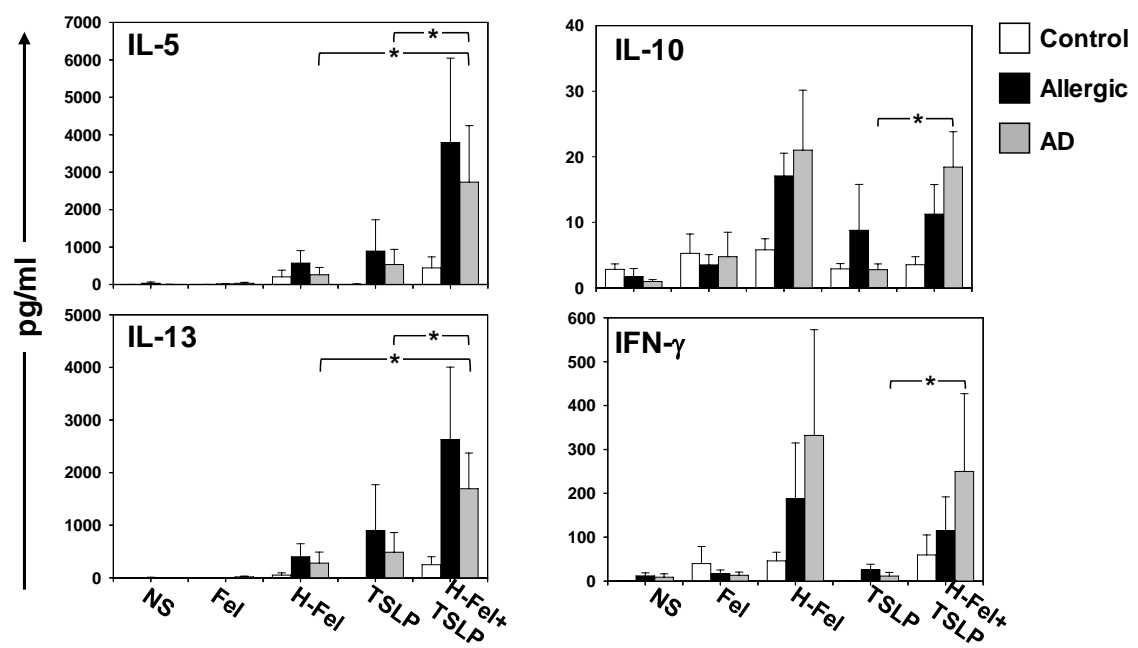 pg/ml
IL-5
7000
6000
5000
4000
3000
2000
1000
0
*
*
IL-10
40
30
20
10
0
*
Control
Allergic
AD
IL-13
5000
4000
3000
2000
1000
0
*
*
NS
Fel
H-Fel
TSLP
H-Fel+
TSLP
IFN-γ
600
500
400
300
200
100
0
*
NS
Fel
H-Fel
TSLP
H-Fel+
TSLP